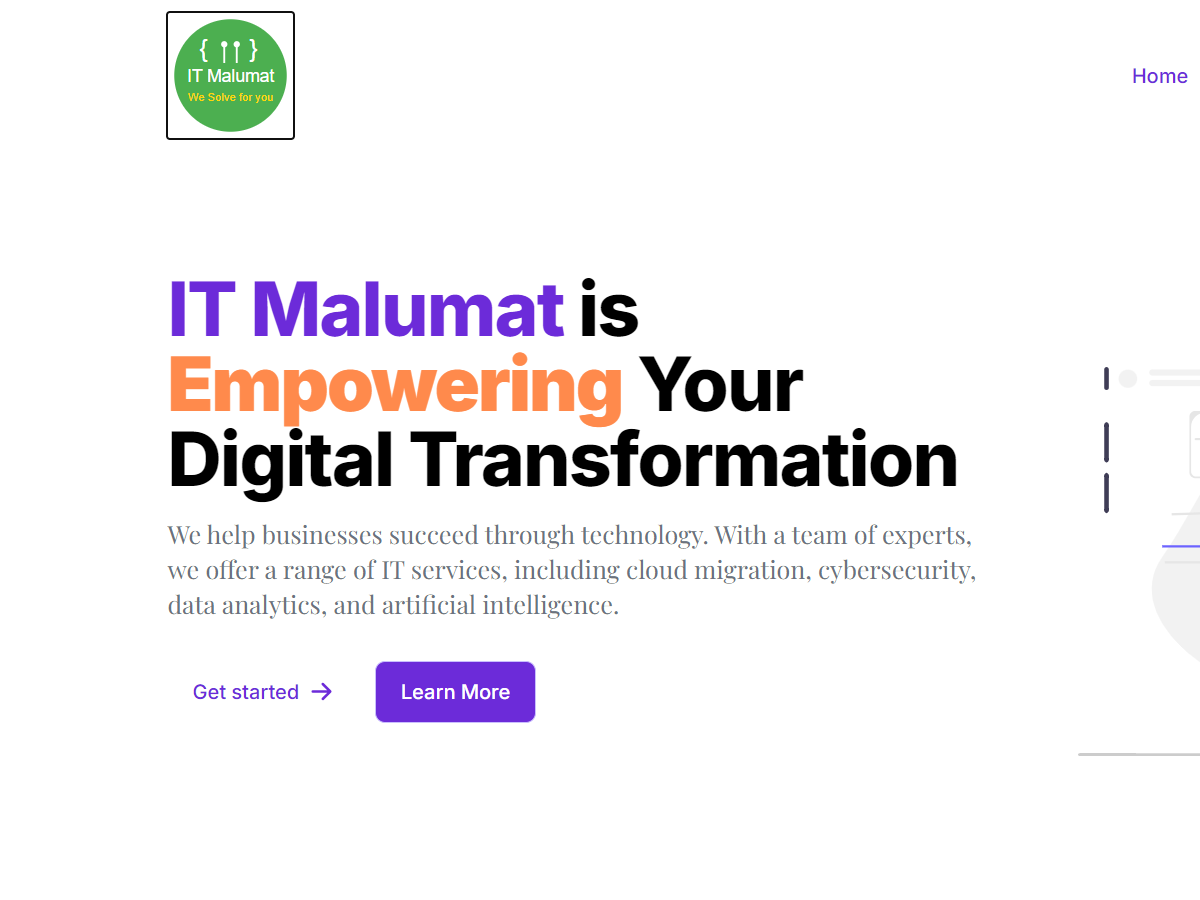 { }
IT Malumat
We Solve for you
Home
IT Malumat is
Empowering Your
Digital Transformation
We help businesses succeed through technology. With a team of experts,
we offer a range of IT services, including cloud migration, cybersecurity,
data analytics, and artificial intelligence.
Get started →
Learn More